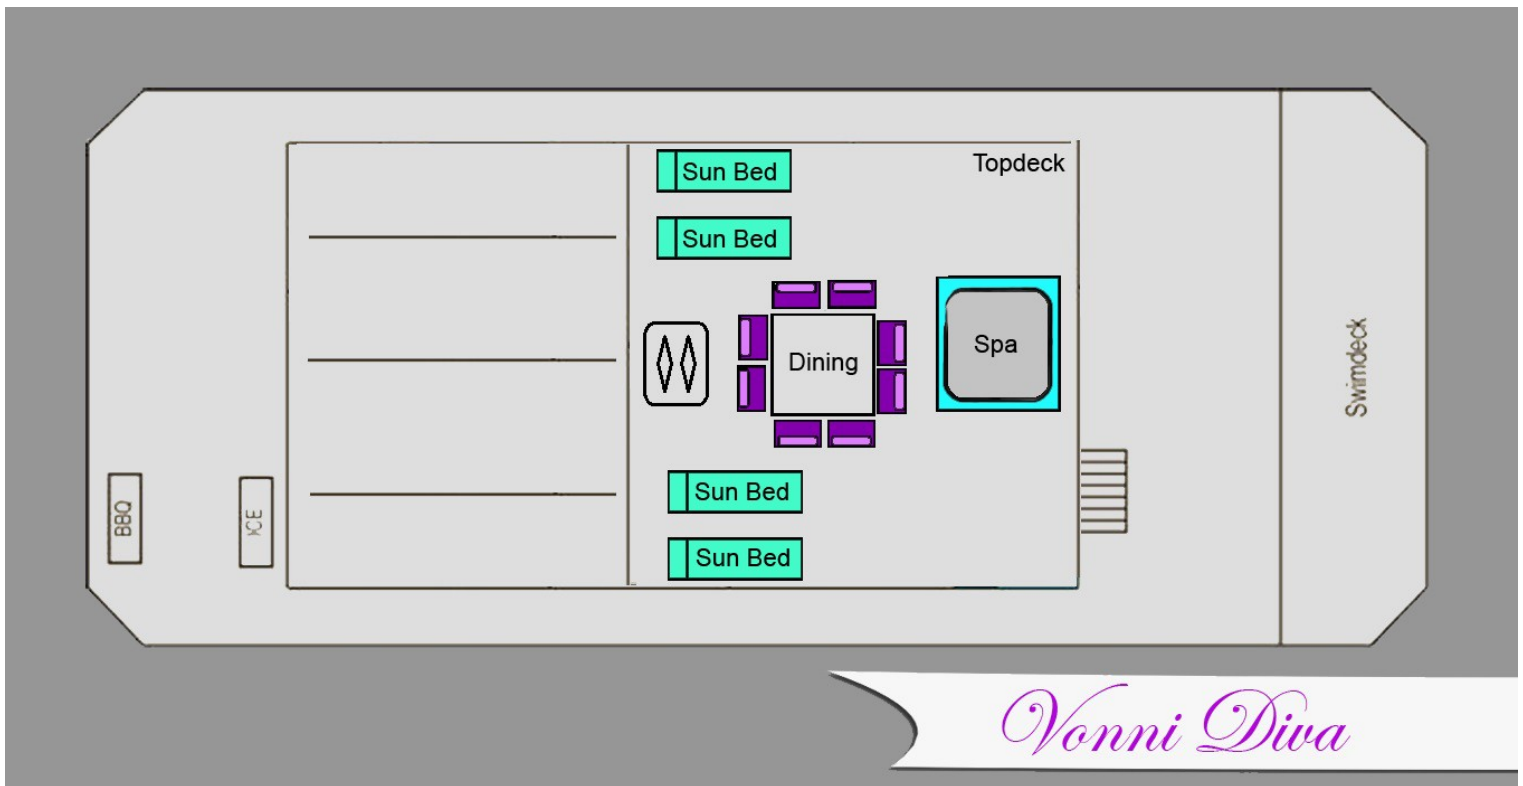 Sun Bed
Topdeck
Sun Bed
Spa
Dining
Swimdeck
Sun Bed
BBQ
ICE
Sun Bed
Vonni Diva